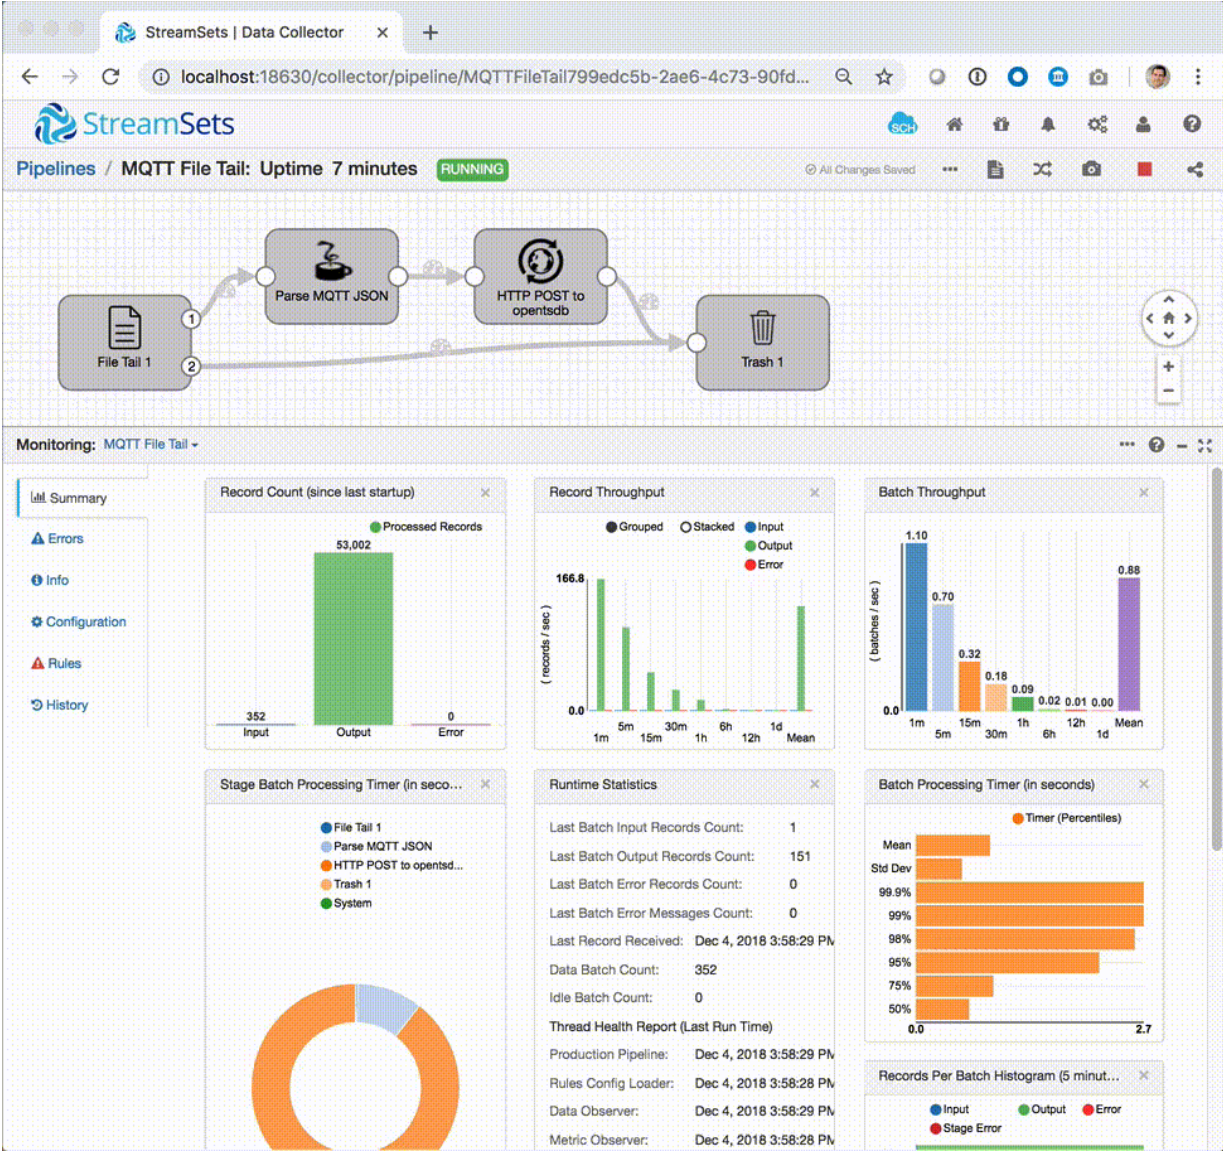 StreamSets | Data Collector
localhost:18630/collector/pipeline/MQTTFileTail799edc5b-2ae6-4c73-90fd...
StreamSets
SCH
Pipelines / MQTT File Tail: Uptime 7 minutes RUNNING
All Changes Saved
Parse MQTT JSON
HTTP POST to
opentsdb
File Tail 1
1
2
Trash 1
Monitoring: MQTT File Tail
Summary
Errors
Info
Configuration
Rules
History
Record Count (since last startup)
Processed Records
53,002
352
0
Input Output Error
Record Throughput
Grouped Stacked Input
Output
Error
166.8
( records / sec )
0.0
1m 5m 15m 30m 1h 6h 12h 1d Mean
Batch Throughput
1.10
0.70
0.32
0.18
0.09
0.02 0.01 0.00
0.88
( batches / sec )
0.0
1m 5m 15m 30m 1h 6h 12h 1d Mean
Stage Batch Processing Timer (in seco...
File Tail 1
Parse MQTT JSON
HTTP POST to opentsd...
Trash 1
System
Runtime Statistics
Last Batch Input Records Count: 1
Last Batch Output Records Count: 151
Last Batch Error Records Count: 0
Last Batch Error Messages Count: 0
Last Record Received: Dec 4, 2018 3:58:29 PM
Data Batch Count: 352
Idle Batch Count: 0
Thread Health Report (Last Run Time)
Production Pipeline: Dec 4, 2018 3:58:29 PM
Rules Config Loader: Dec 4, 2018 3:58:28 PM
Data Observer: Dec 4, 2018 3:58:29 PM
Metric Observer: Dec 4, 2018 3:58:28 PM
Batch Processing Timer (in seconds)
Timer (Percentiles)
Mean
Std Dev
99.9%
99%
98%
95%
75%
50%
0.0 2.7
Records Per Batch Histogram (5 minut...
Input Output Error
Stage Error